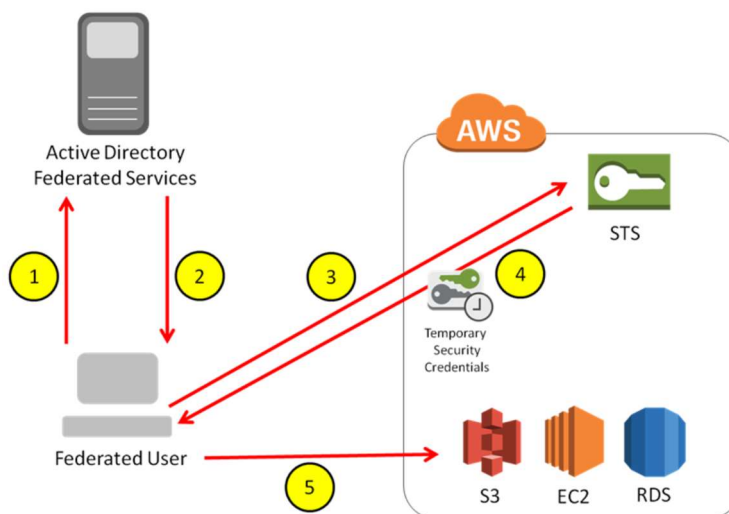 Active Directory
Federated Services
AWS
STS
1
2
3
4
Temporary
Security
Credentials
Federated User
5
S3
EC2
RDS